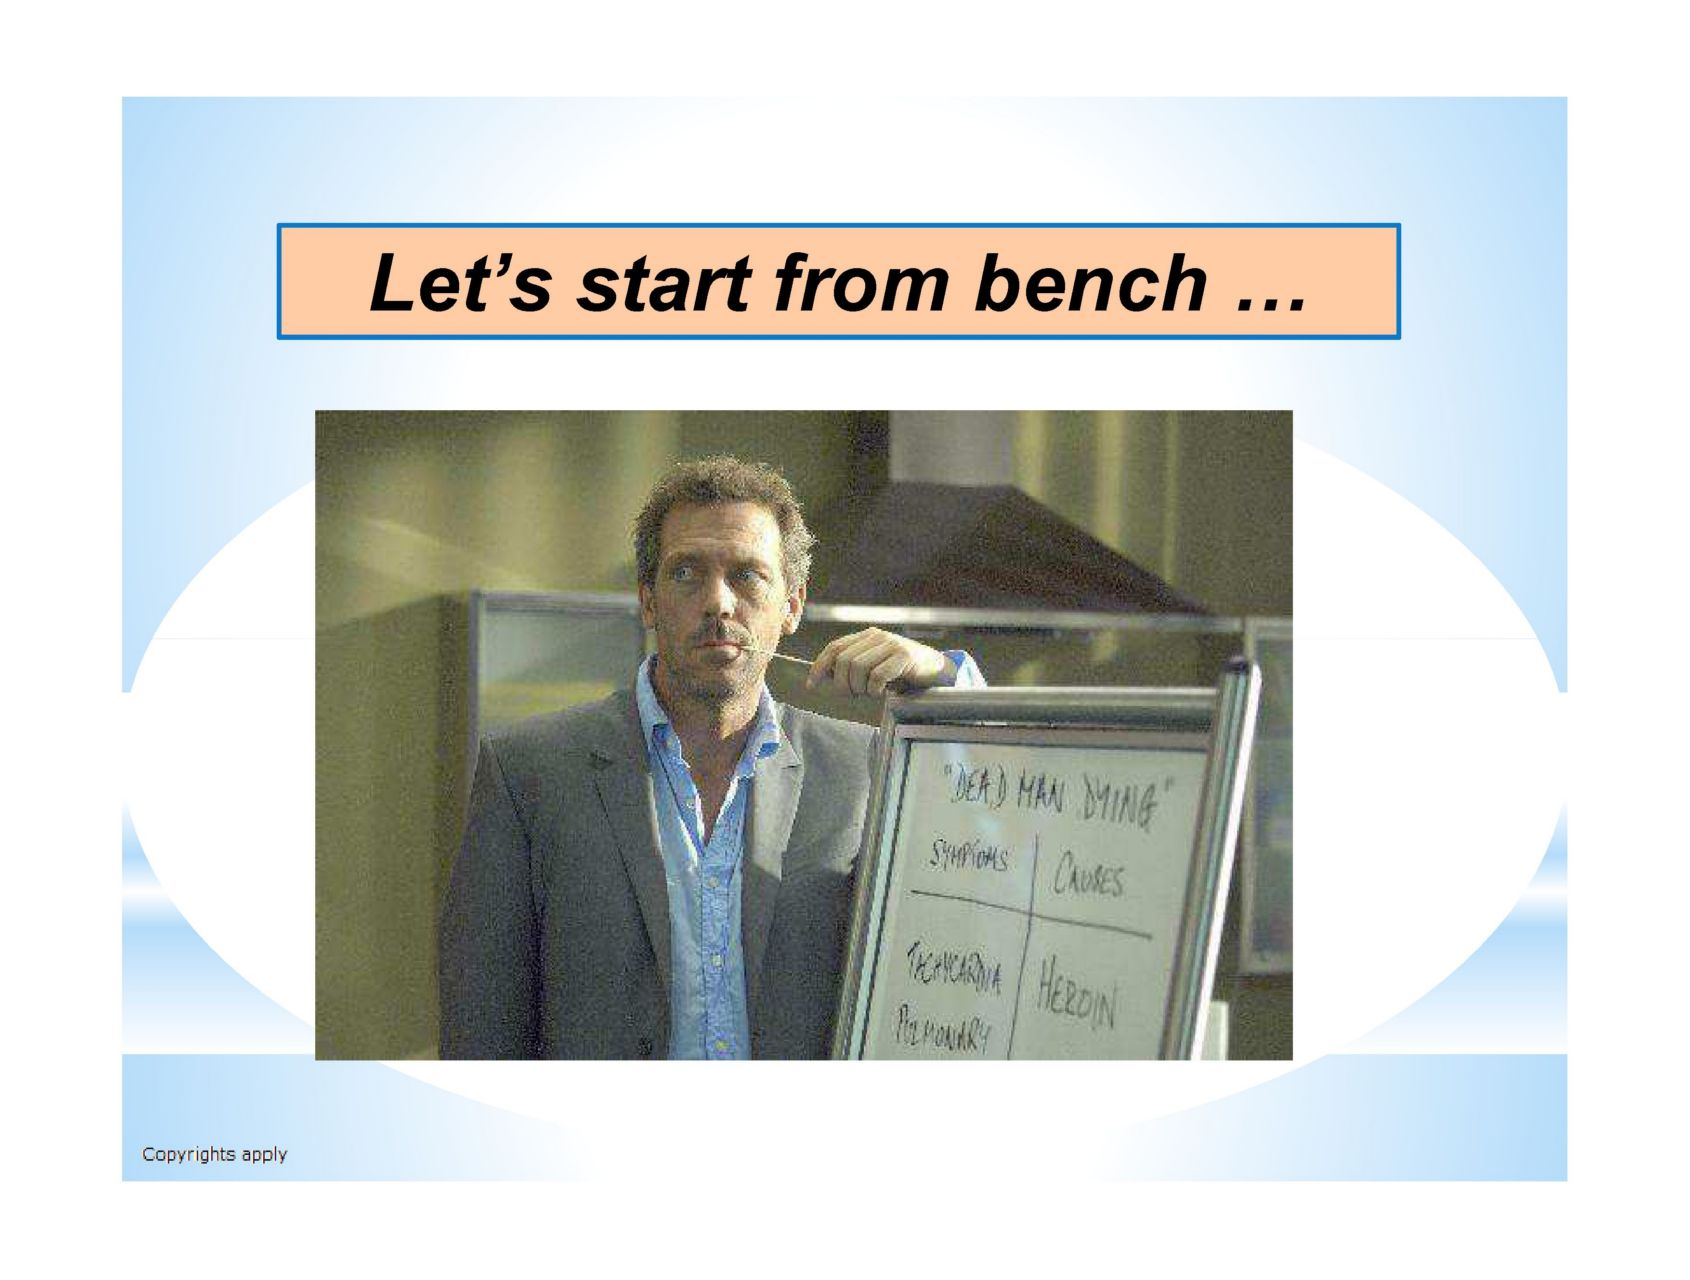 Let's start from bench …
"DEAD MAN DYING"
SYMPTOMS
CAUSES
TACHYCARDIA
HEROIN
PULMONARY
Copyrights apply